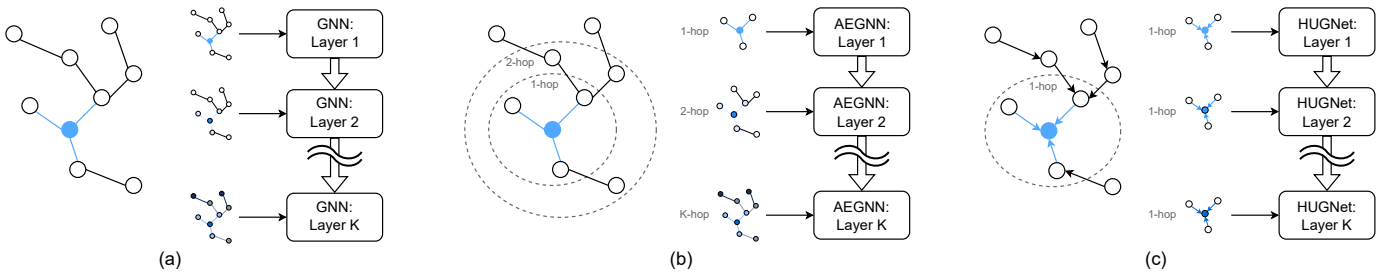 GNN:
Layer 1
GNN:
Layer 2
GNN:
Layer K
(a)
2-hop
1-hop
1-hop
AEGNN:
Layer 1
2-hop
AEGNN:
Layer 2
K-hop
AEGNN:
Layer K
(b)
1-hop
1-hop
HUGNet:
Layer 1
1-hop
HUGNet:
Layer 2
1-hop
HUGNet:
Layer K
(c)